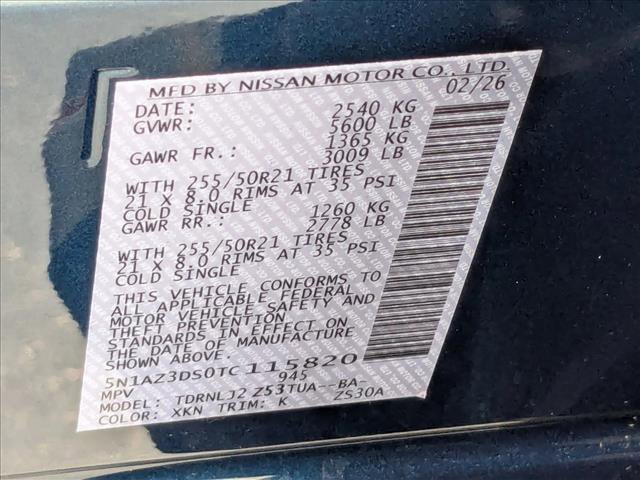 MFD BY NISSAN MOTOR CO., LTD.
DATE: 02/26
GVWR: 2540 KG
5600 LB
GAWR FR.: 1365 KG
3009 LB
WITH 255/50R21 TIRES
21 X 8.0 RIMS AT 35 PSI
COLD SINGLE
GAWR RR.: 1260 KG
2778 LB
WITH 255/50R21 TIRES
21 X 8.0 RIMS AT 35 PSI
COLD SINGLE
THIS VEHICLE CONFORMS TO
ALL APPLICABLE FEDERAL
MOTOR VEHICLE SAFETY AND
THEFT PREVENTION
STANDARDS IN EFFECT ON
THE DATE OF MANUFACTURE
SHOWN ABOVE.
5N1AZ3DS0TC115820
MPV 945
MODEL: TDRNLJ2 Z53TUA--BA-
COLOR: XKN TRIM: K ZS30A